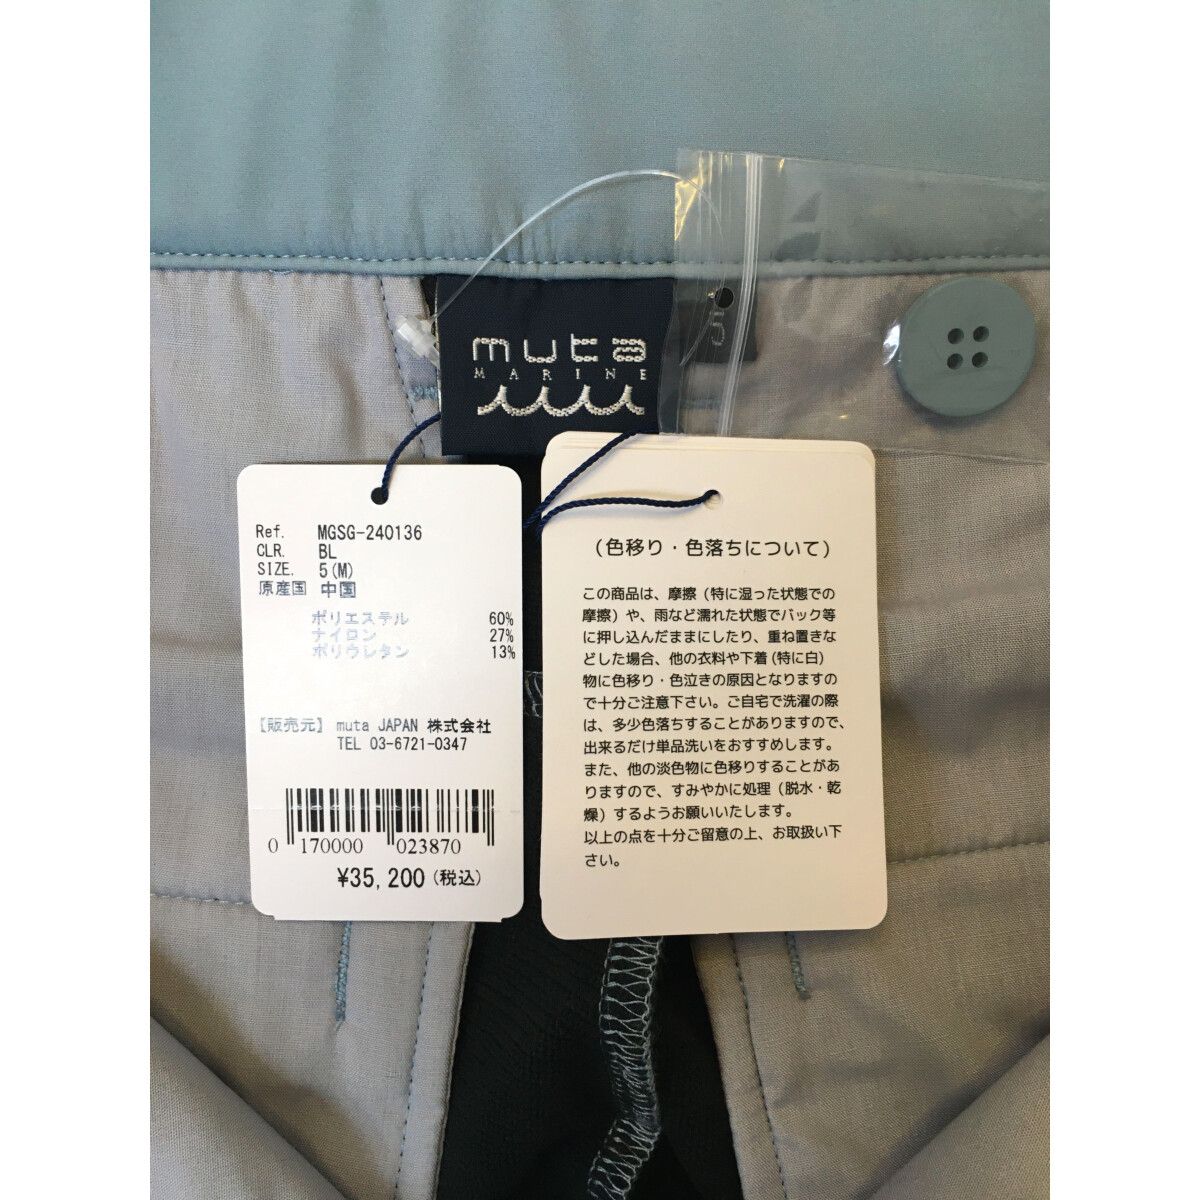 muta
MARINE
5
Ref. MGSG-240136
CLR. BL
SIZE. 5(M)
原産国 中国
ポリエステル 60%
ナイロン 27%
ポリウレタン 13%
【販売元】 muta JAPAN 株式会社
TEL 03-6721-0347
0 170000 023870
¥35,200(税込)
(色移り・色落ちについて)
この商品は、摩擦(特に湿った状態での
摩擦)や、雨など濡れた状態でバック等
に押し込んだままにしたり、重ね置きな
どした場合、他の衣料や下着(特に白)
物に色移り・色泣きの原因となりますの
で十分ご注意下さい。ご自宅で洗濯の際
は、多少色落ちすることがありますので、
出来るだけ単品洗いをおすすめします。
また、他の淡色物に色移りすることがあ
りますので、すみやかに処理(脱水・乾
燥)するようお願いいたします。
以上の点を十分ご留意の上、お取扱い下
さい。